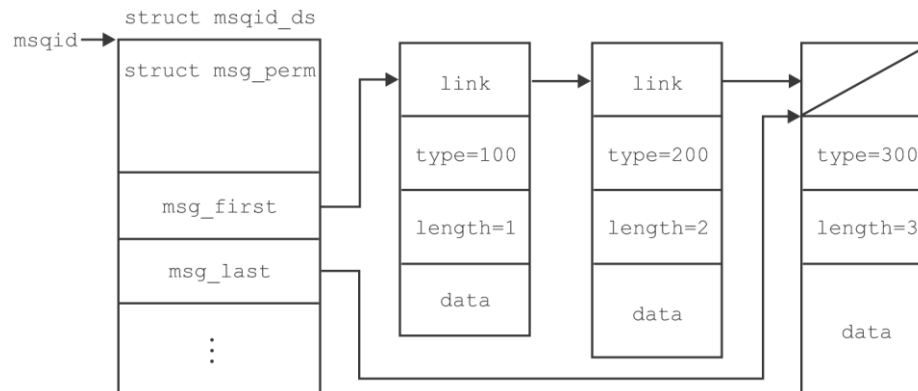 struct msqid_ds
msqid
struct msg_perm
msg_first
msg_last
⋮
link
type=100
length=1
data
link
type=200
length=2
data
type=300
length=3
data